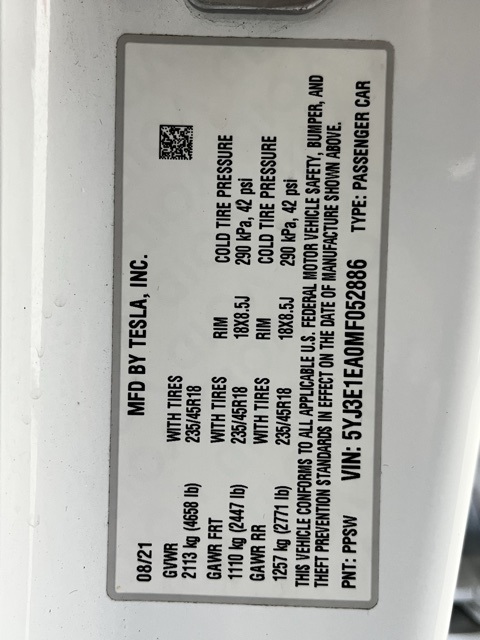 08/21 MFD BY TESLA, INC.
GVWR WITH TIRES
2113 kg (4658 lb) 235/45R18
GAWR FRT WITH TIRES RIM COLD TIRE PRESSURE
1110 kg (2447 lb) 235/45R18 18X8.5J 290 kPa, 42 psi
GAWR RR WITH TIRES RIM COLD TIRE PRESSURE
1257 kg (2771 lb) 235/45R18 18X8.5J 290 kPa, 42 psi
THIS VEHICLE CONFORMS TO ALL APPLICABLE U.S. FEDERAL MOTOR VEHICLE SAFETY, BUMPER, AND
THEFT PREVENTION STANDARDS IN EFFECT ON THE DATE OF MANUFACTURE SHOWN ABOVE.
PNT: PPSW VIN: 5YJ3E1EA0MF052886 TYPE: PASSENGER CAR